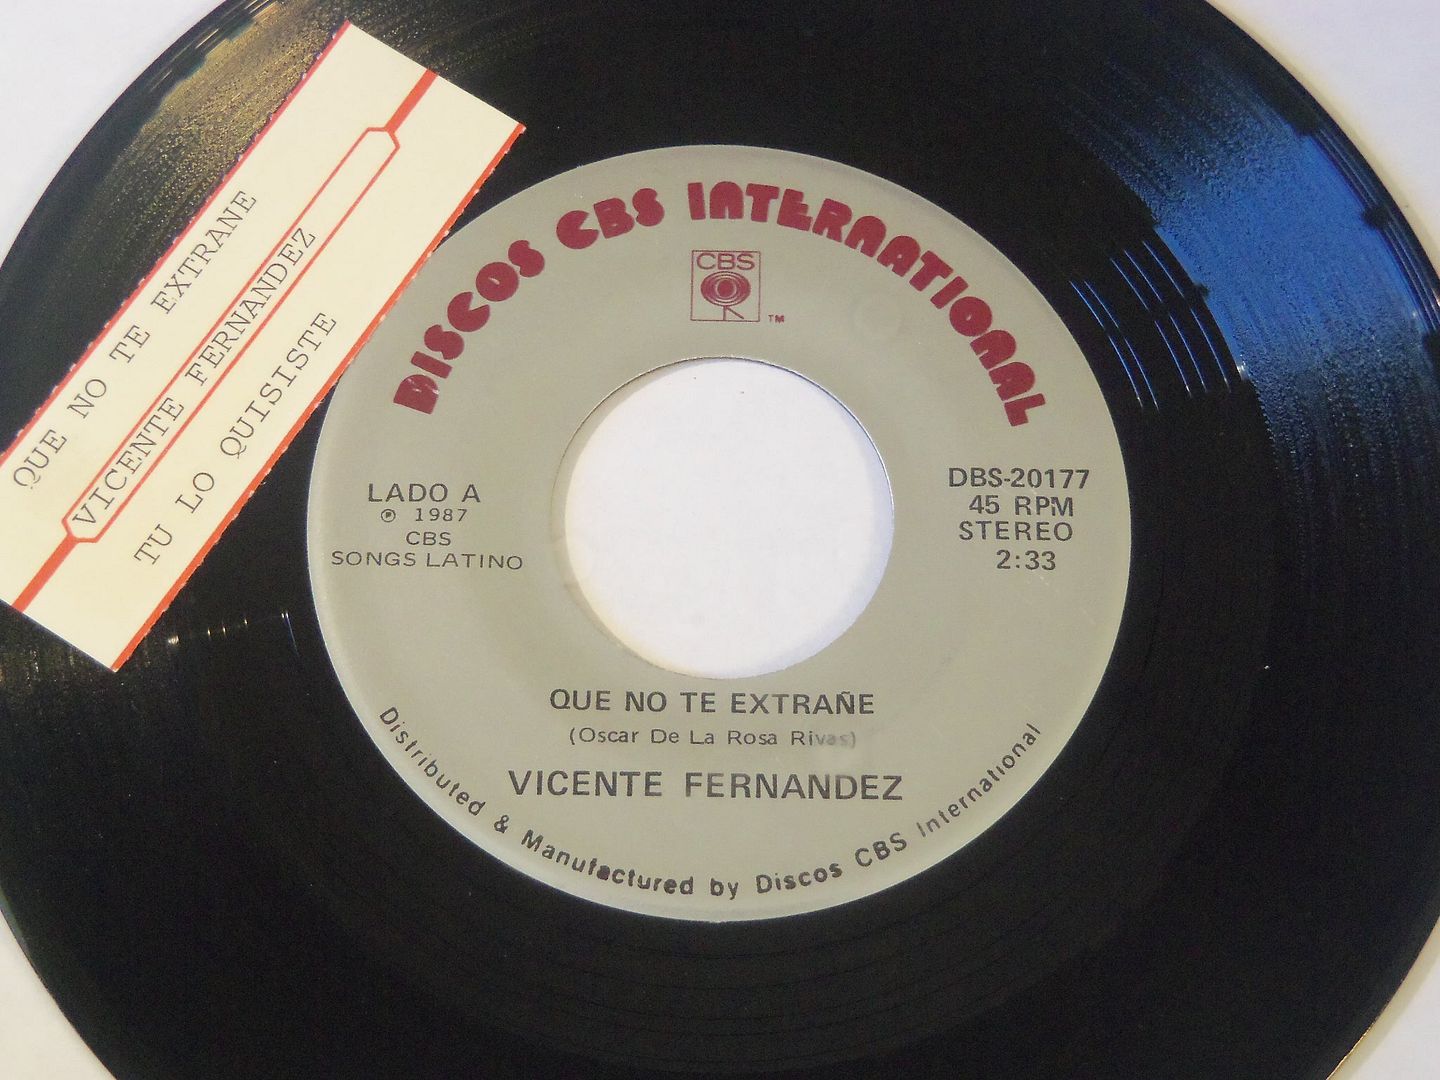 QUE NO TE EXTRANE
VICENTE FERNANDEZ
TU LO QUISISTE
DISCOS CBS INTERNATIONAL
CBS
TM
LADO A
℗ 1987
CBS
SONGS LATINO
DBS-20177
45 RPM
STEREO
2:33
QUE NO TE EXTRAÑE
(Oscar De La Rosa Rivas)
VICENTE FERNANDEZ
Distributed & Manufactured by Discos CBS International